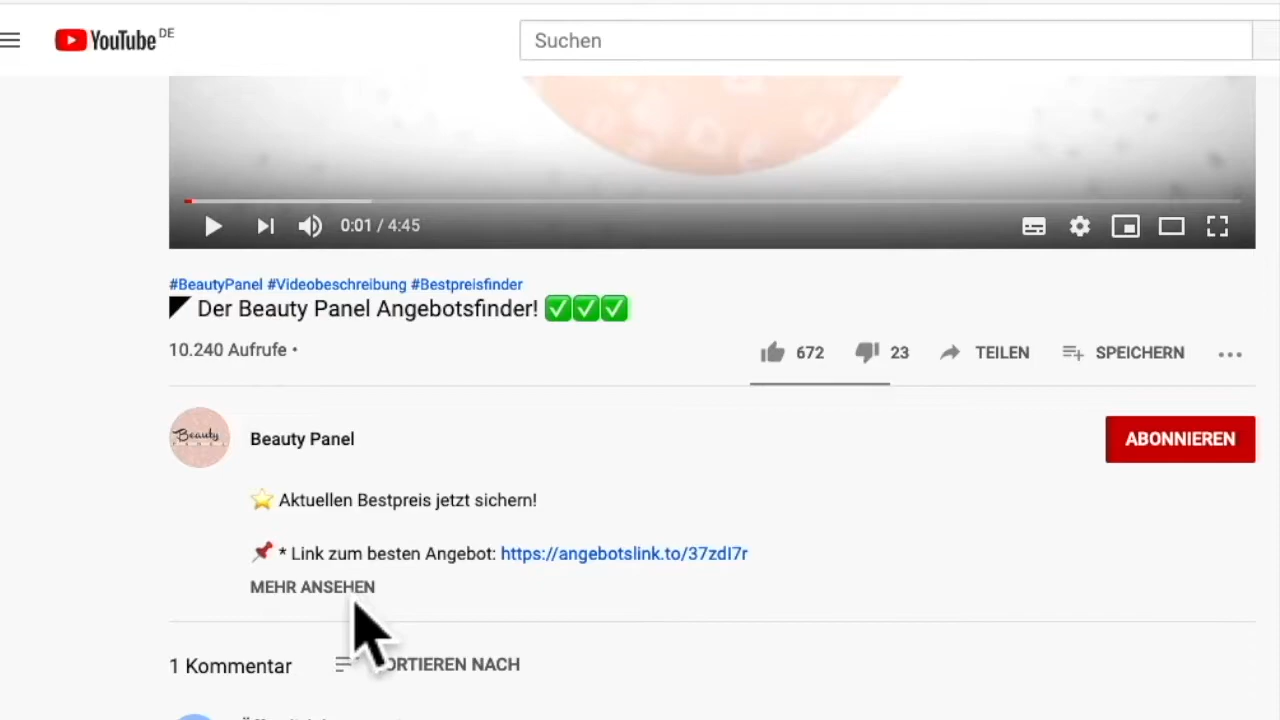 YouTube DE
Suchen
0:01 / 4:45
#BeautyPanel #Videobeschreibung #Bestpreisfinder
Der Beauty Panel Angebotsfinder! ✅✅✅
10.240 Aufrufe •
672
23
TEILEN
SPEICHERN
Beauty
Beauty Panel
ABONNIEREN
⭐ Aktuellen Bestpreis jetzt sichern!
📌 * Link zum besten Angebot: https://angebotslink.to/37zdI7r
MEHR ANSEHEN
1 Kommentar
ORTIEREN NACH